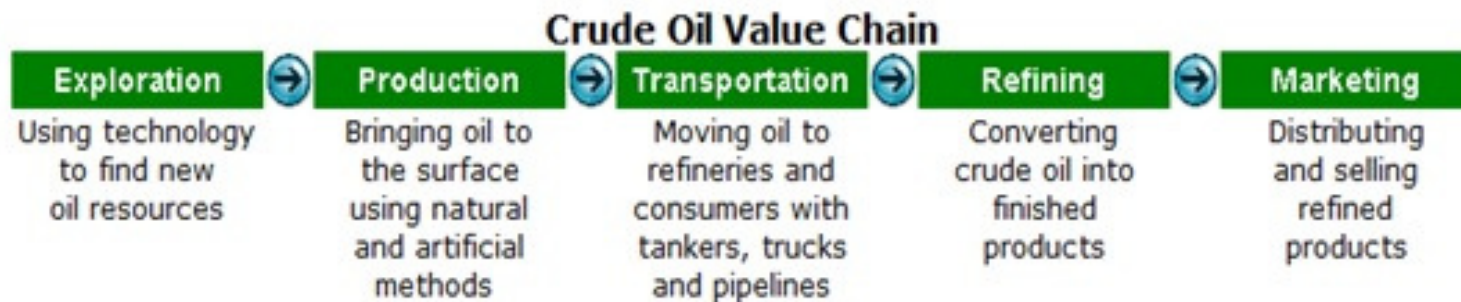 Crude Oil Value Chain
Exploration
Using technology
to find new
oil resources
Production
Bringing oil to
the surface
using natural
and artificial
methods
Transportation
Moving oil to
refineries and
consumers with
tankers, trucks
and pipelines
Refining
Converting
crude oil into
finished
products
Marketing
Distributing
and selling
refined
products